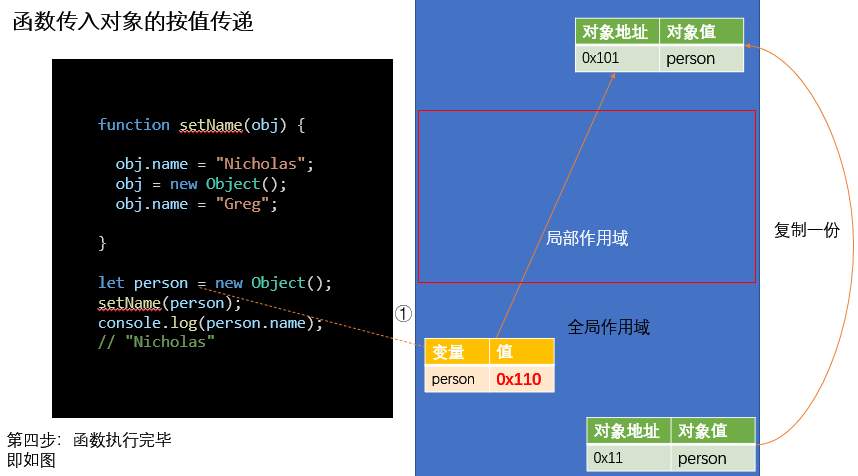 函数传入对象的按值传递
function setName(obj) {
obj.name = "Nicholas";
obj = new Object();
obj.name = "Greg";
}
let person = new Object();
setName(person);
console.log(person.name);
// "Nicholas"
第四步：函数执行完毕
即如图
对象地址 对象值
0x101 person
局部作用域
复制一份
①
全局作用域
变量 值
person 0x110
对象地址 对象值
0x11 person